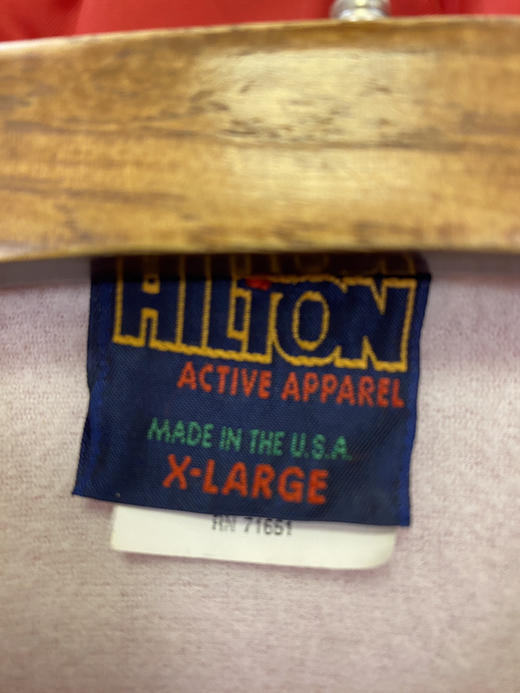 HILTON
ACTIVE APPAREL
MADE IN THE U.S.A.
X-LARGE
RN 71651